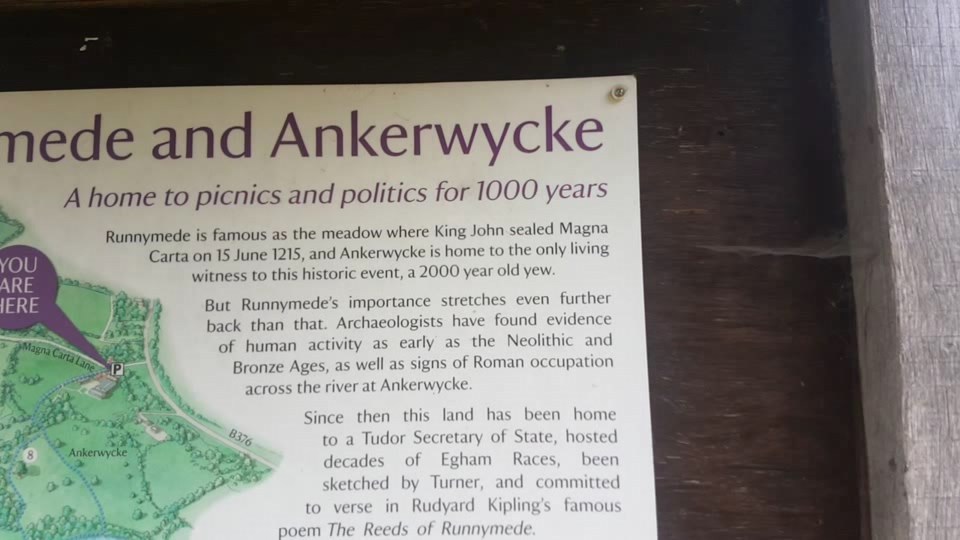 mede and Ankerwycke
A home to picnics and politics for 1000 years
Runnymede is famous as the meadow where King John sealed Magna
Carta on 15 June 1215, and Ankerwycke is home to the only living
witness to this historic event, a 2000 year old yew.
But Runnymede's importance stretches even further
back than that. Archaeologists have found evidence
of human activity as early as the Neolithic and
Bronze Ages, as well as signs of Roman occupation
across the river at Ankerwycke.
Since then this land has been home
to a Tudor Secretary of State, hosted
decades of Egham Races, been
sketched by Turner, and committed
to verse in Rudyard Kipling's famous
poem The Reeds of Runnymede.
YOU
ARE
HERE
Magna Carta Lane
P
B376
8
Ankerwycke